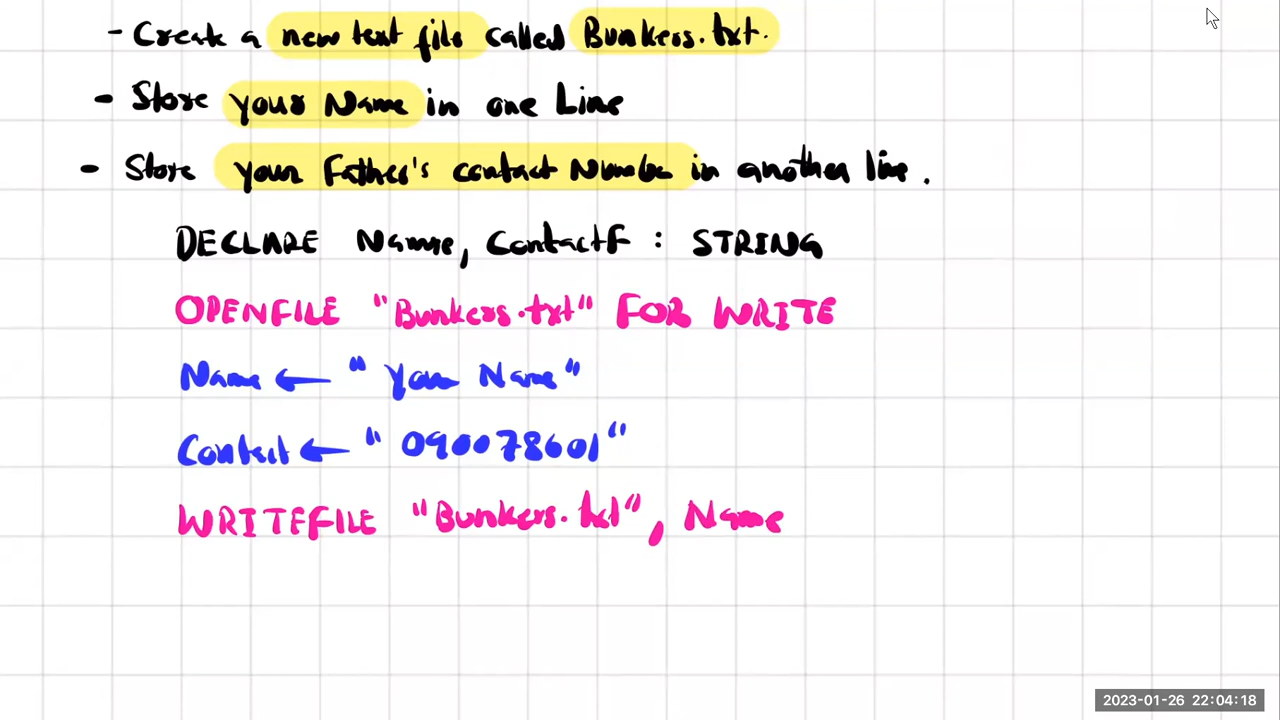 - Create a new text file called Bunkers.txt.
- Store your Name in one Line
- Store your Father's contact Number in another line.
DECLARE Name, ContactF : STRING
OPENFILE "Bunkers.txt" FOR WRITE
Name ← "Your Name"
Contact ← "090078601"
WRITEFILE "Bunkers.txt", Name
2023-01-26 22:04:18